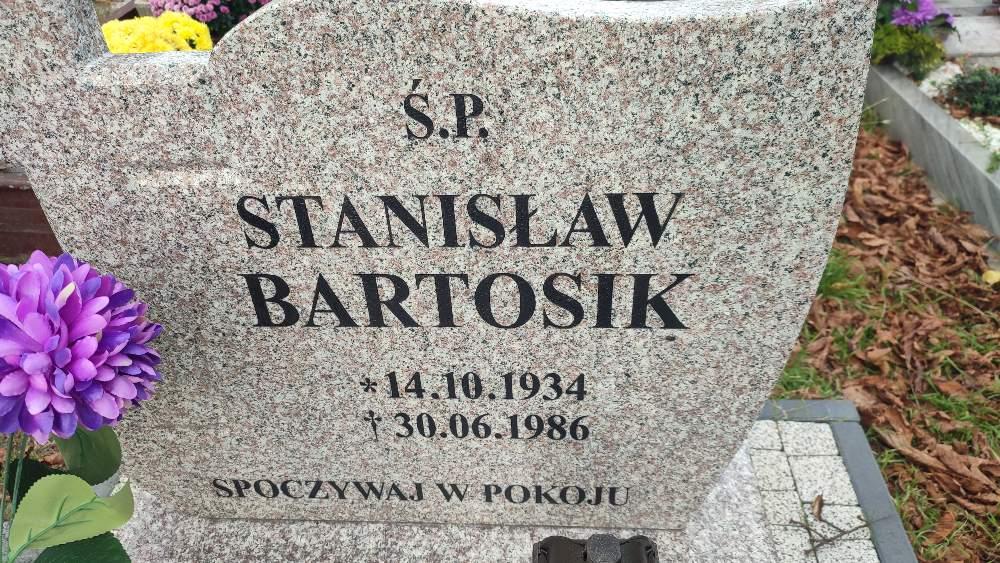 Ś.P.
STANISŁAW
BARTOSIK
*14.10.1934
†30.06.1986
SPOCZYWAJ W POKOJU